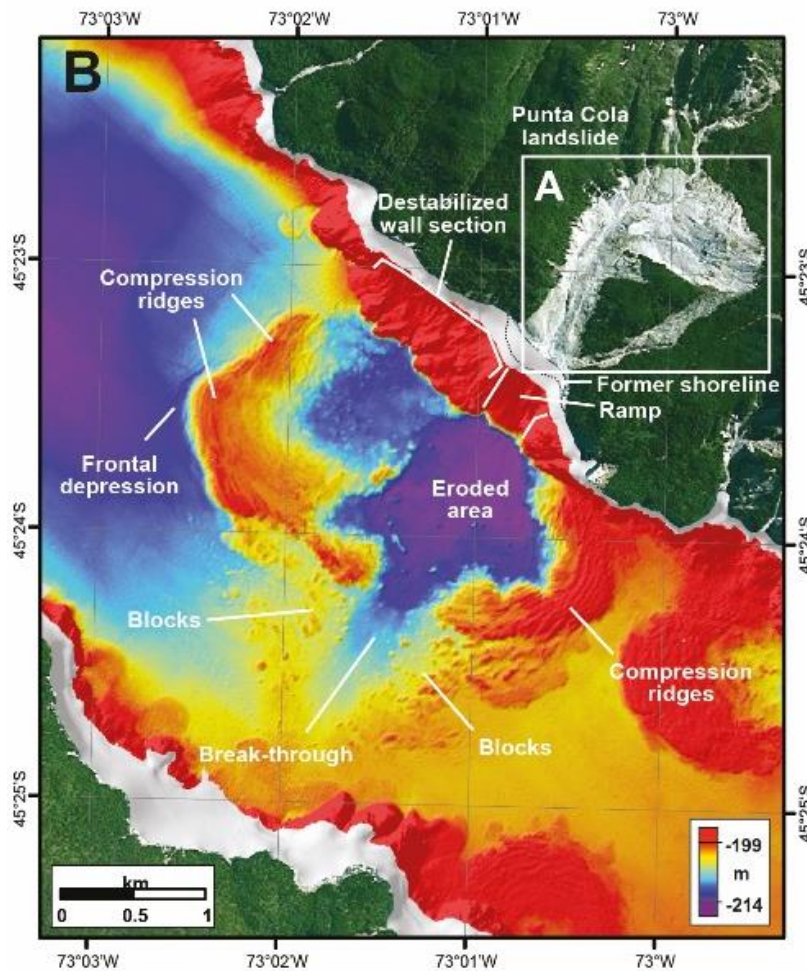 73°03'W
73°02'W
73°01'W
73°W
B
Punta Cola
landslide
A
Destabilized
wall section
45°23'S
45°23'S
Compression
ridges
Former shoreline
Ramp
Frontal
depression
Eroded
area
45°24'S
45°24'S
Blocks
Compression
ridges
Break-through
Blocks
45°25'S
45°25'S
km
0 0.5 1
-199
m
-214
73°03'W
73°02'W
73°01'W
73°W